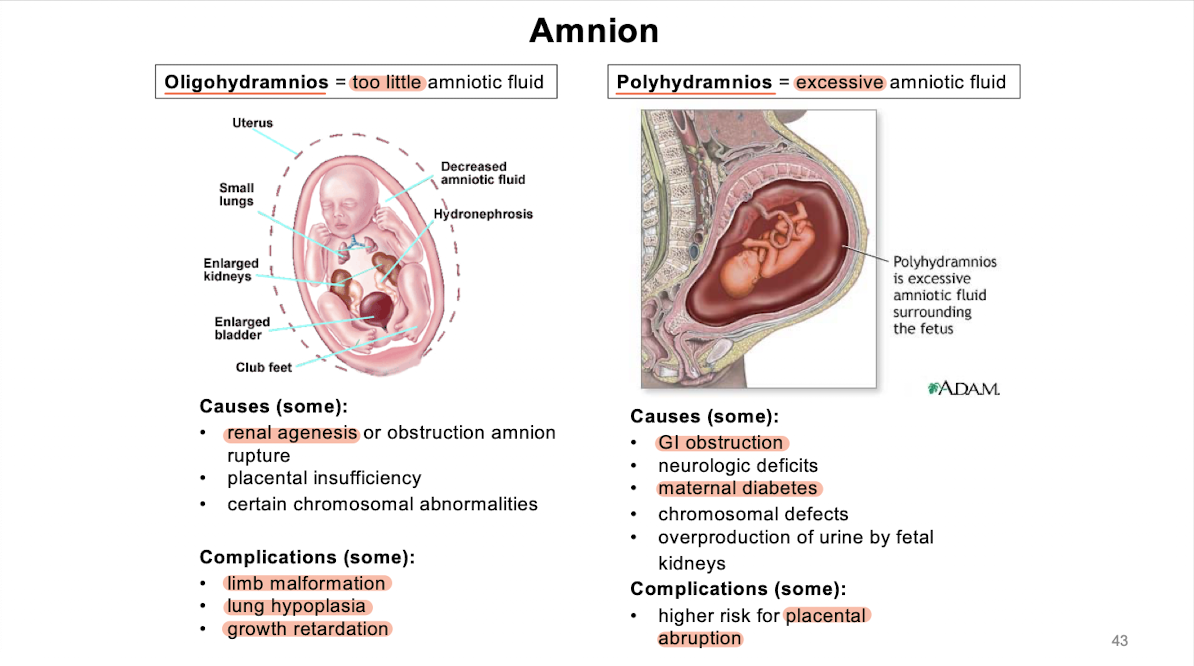 Amnion
Oligohydramnios = too little amniotic fluid
Uterus
Decreased
amniotic fluid
Small
lungs
Hydronephrosis
Enlarged
kidneys
Enlarged
bladder
Club feet
Causes (some):
• renal agenesis or obstruction amnion
rupture
• placental insufficiency
• certain chromosomal abnormalities
Complications (some):
• limb malformation
• lung hypoplasia
• growth retardation
Polyhydramnios = excessive amniotic fluid
Polyhydramnios
is excessive
amniotic fluid
surrounding
the fetus
A.D.A.M.
Causes (some):
• GI obstruction
• neurologic deficits
• maternal diabetes
• chromosomal defects
• overproduction of urine by fetal
kidneys
Complications (some):
• higher risk for placental
abruption
43